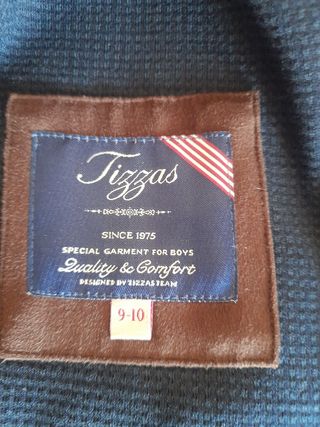 Tizzas
SINCE 1975
SPECIAL GARMENT FOR BOYS
Quality & Comfort
DESIGNED BY TIZZAS TEAM
9-10